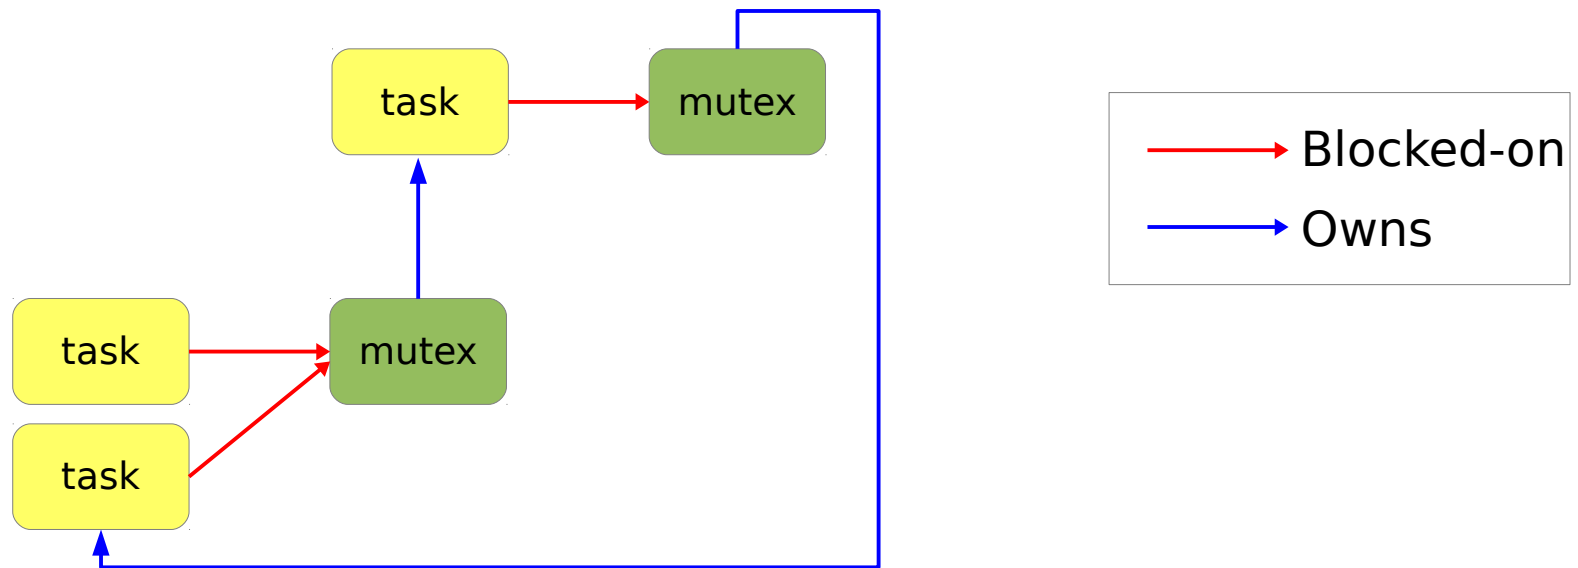 task
mutex
Blocked-on
Owns
task
mutex
task